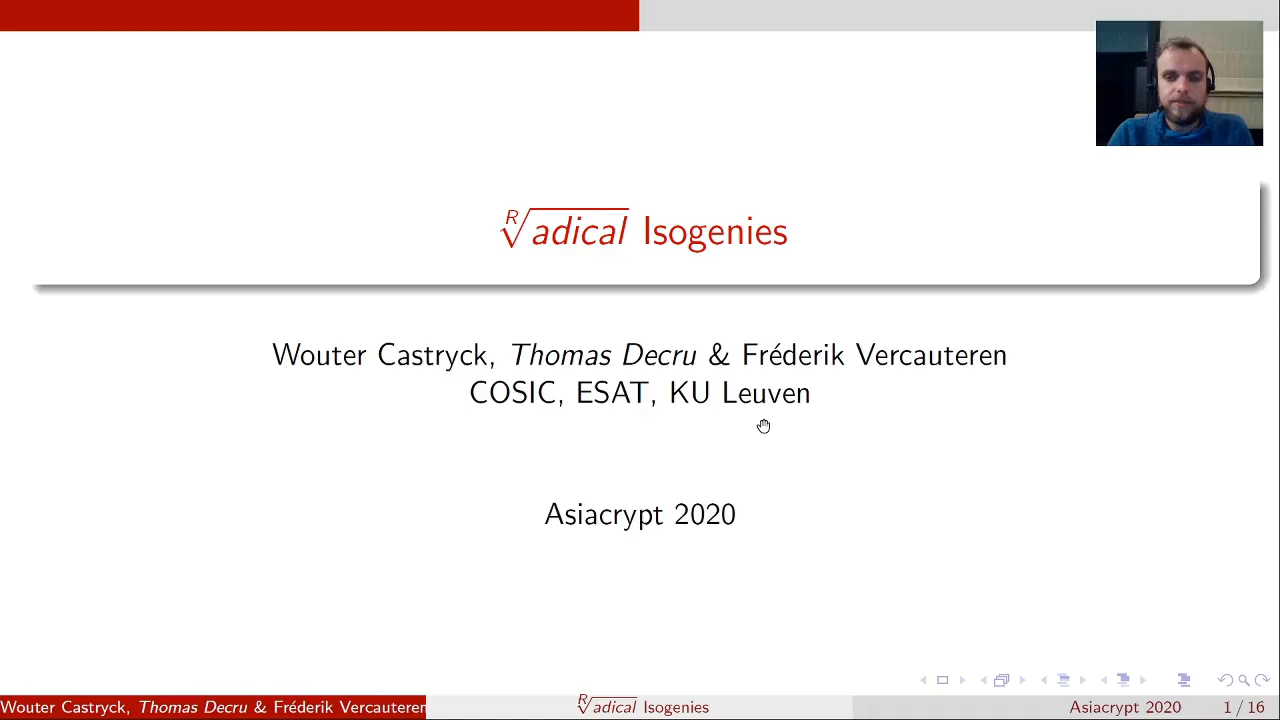 R√adical Isogenies
Wouter Castryck, Thomas Decru & Fréderik Vercauteren
COSIC, ESAT, KU Leuven
Asiacrypt 2020
Wouter Castryck, Thomas Decru & Fréderik Vercauteren
R√adical Isogenies
Asiacrypt 2020
1 / 16